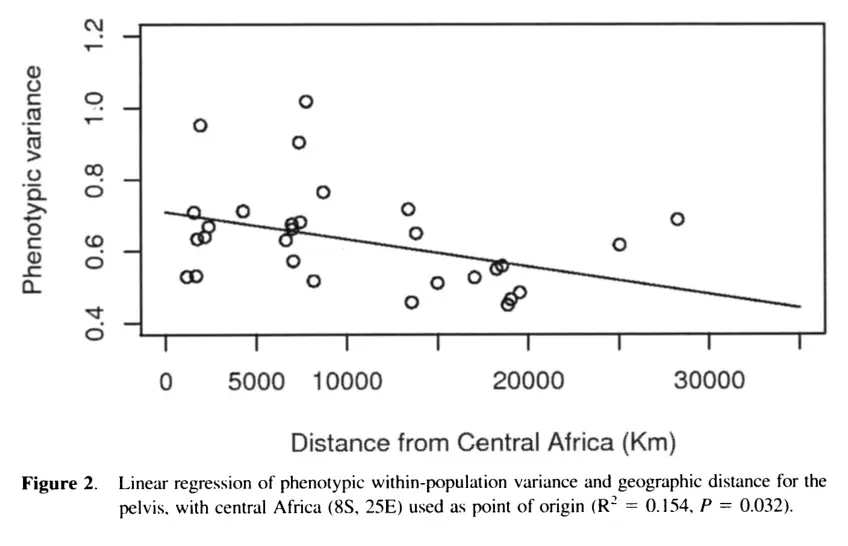 Phenotypic variance
1.2
1.0
0.8
0.6
0.4
0 5000 10000 20000 30000
Distance from Central Africa (Km)
Figure 2. Linear regression of phenotypic within-population variance and geographic distance for the
pelvis, with central Africa (8S, 25E) used as point of origin (R² = 0.154, P = 0.032).